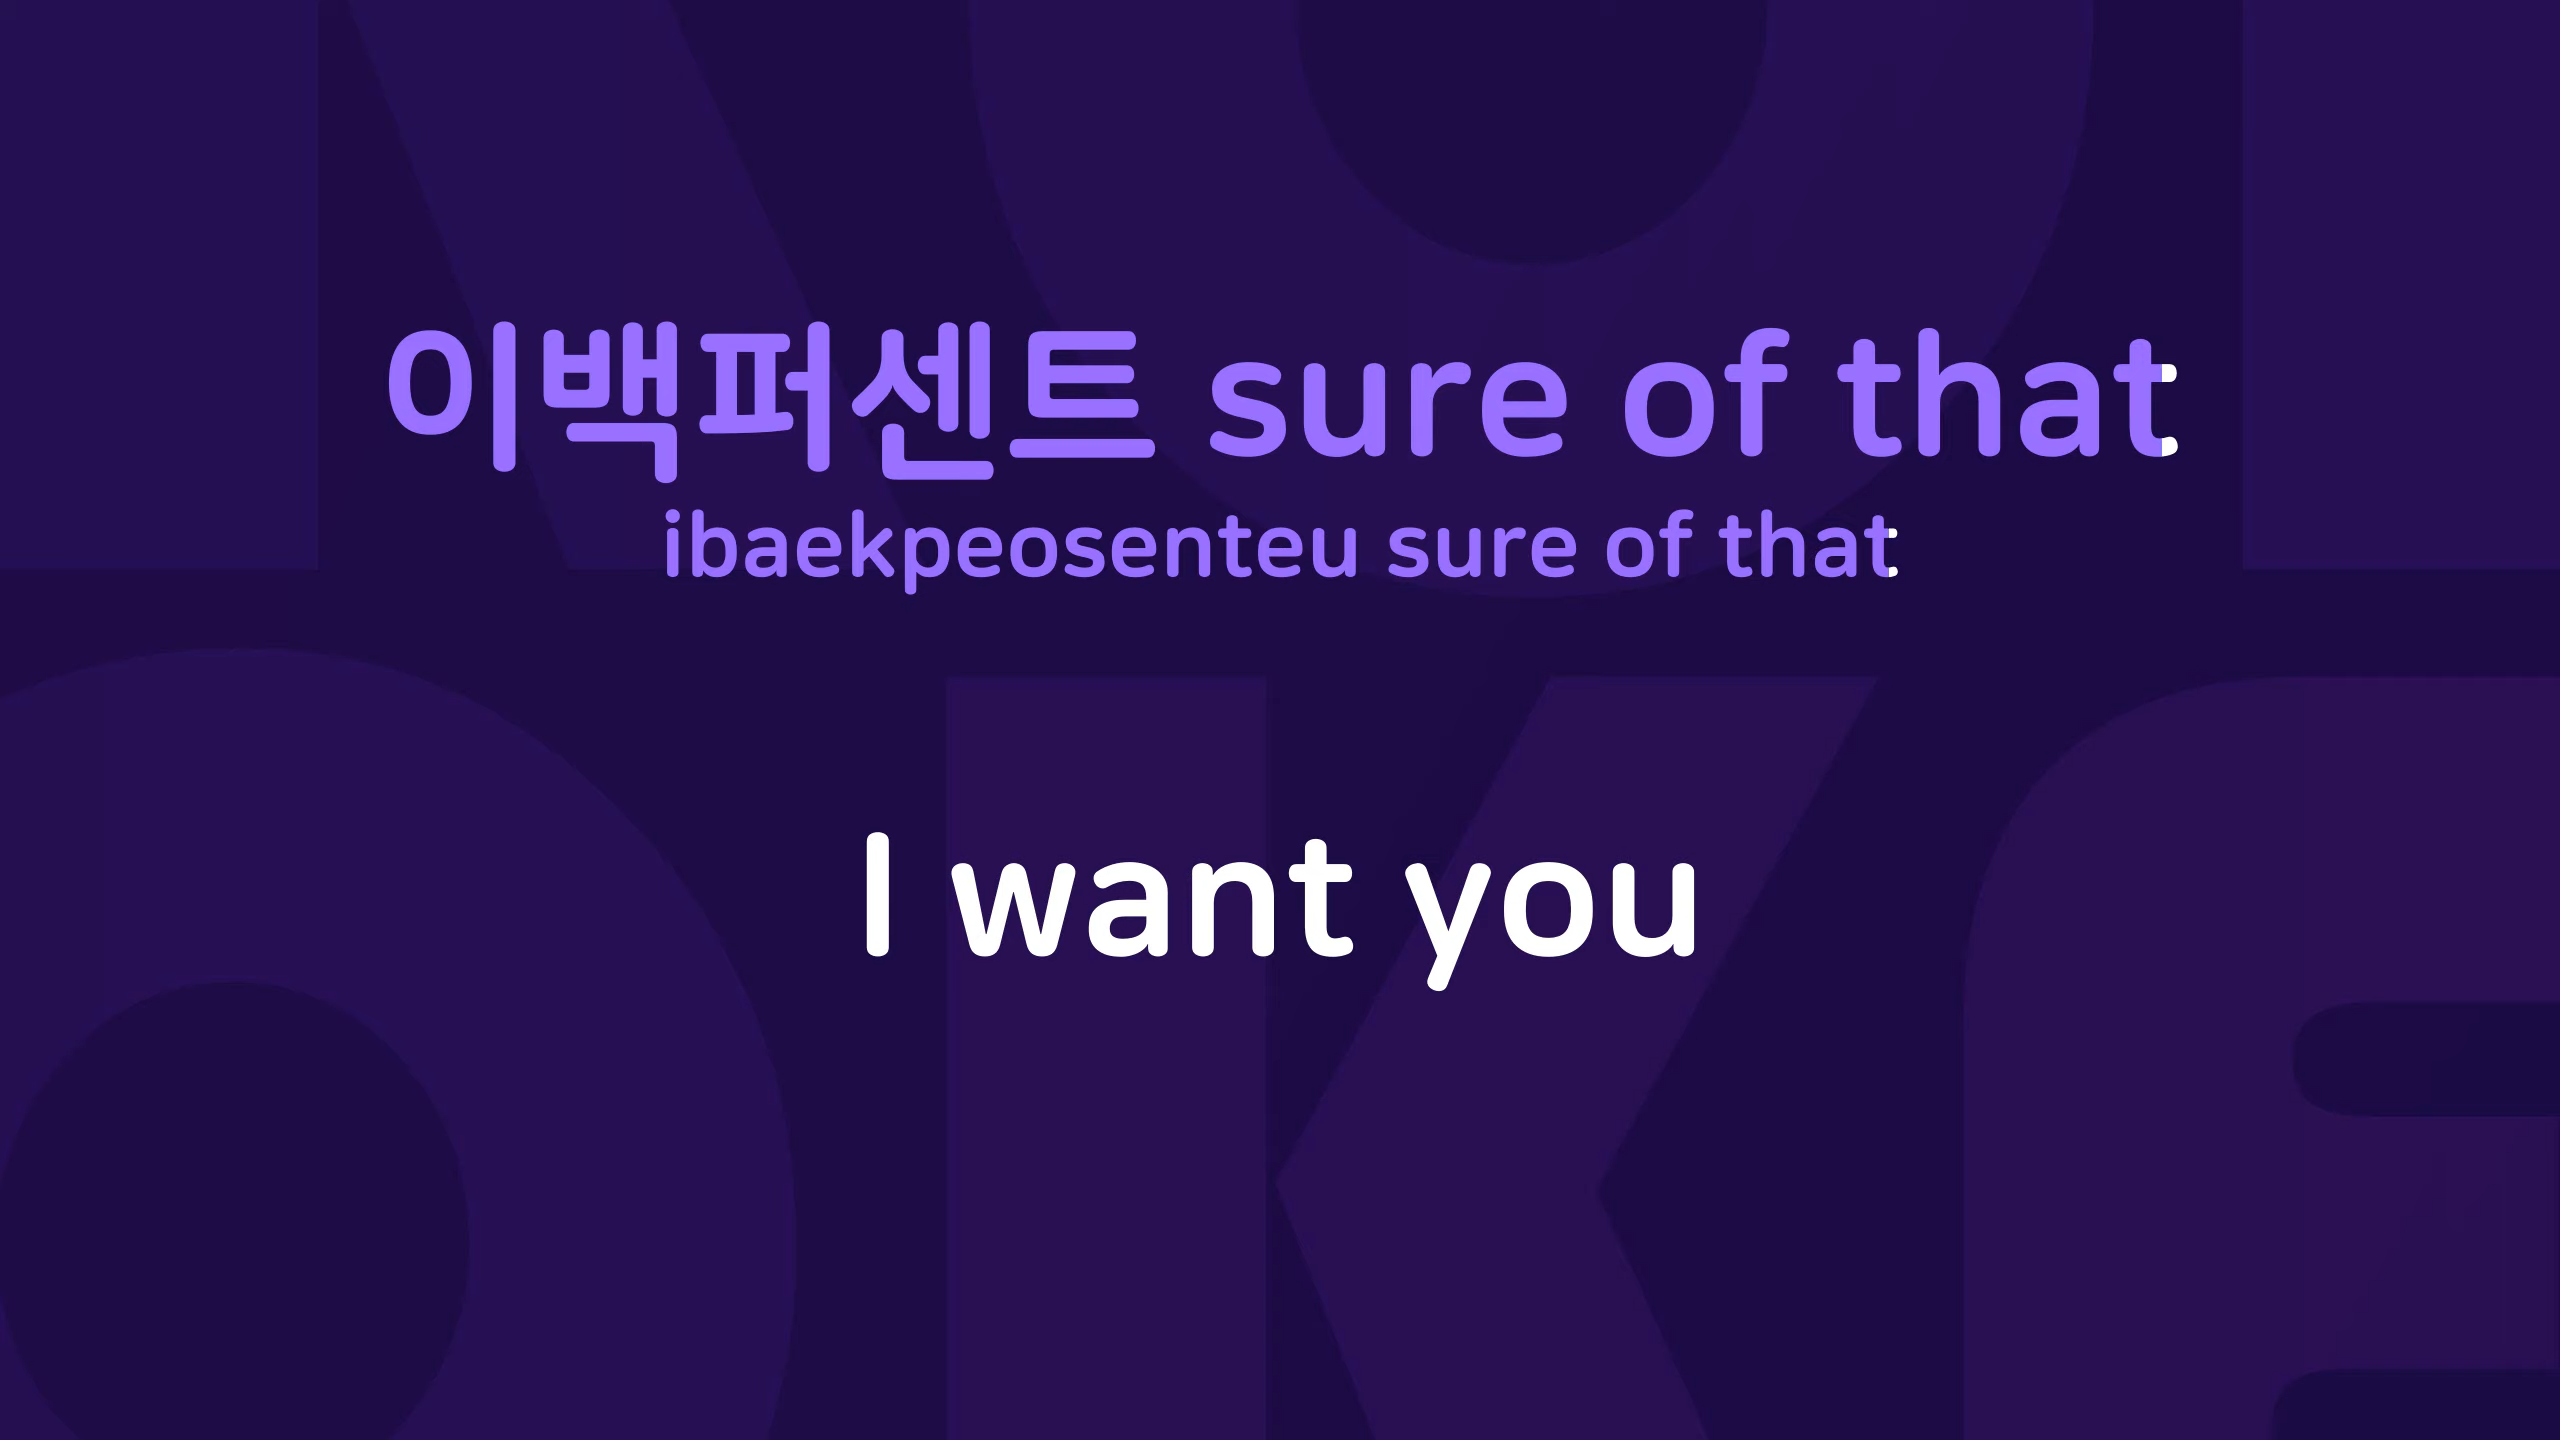 이백퍼센트 sure of that
ibaekpeosenteu sure of that
I want you